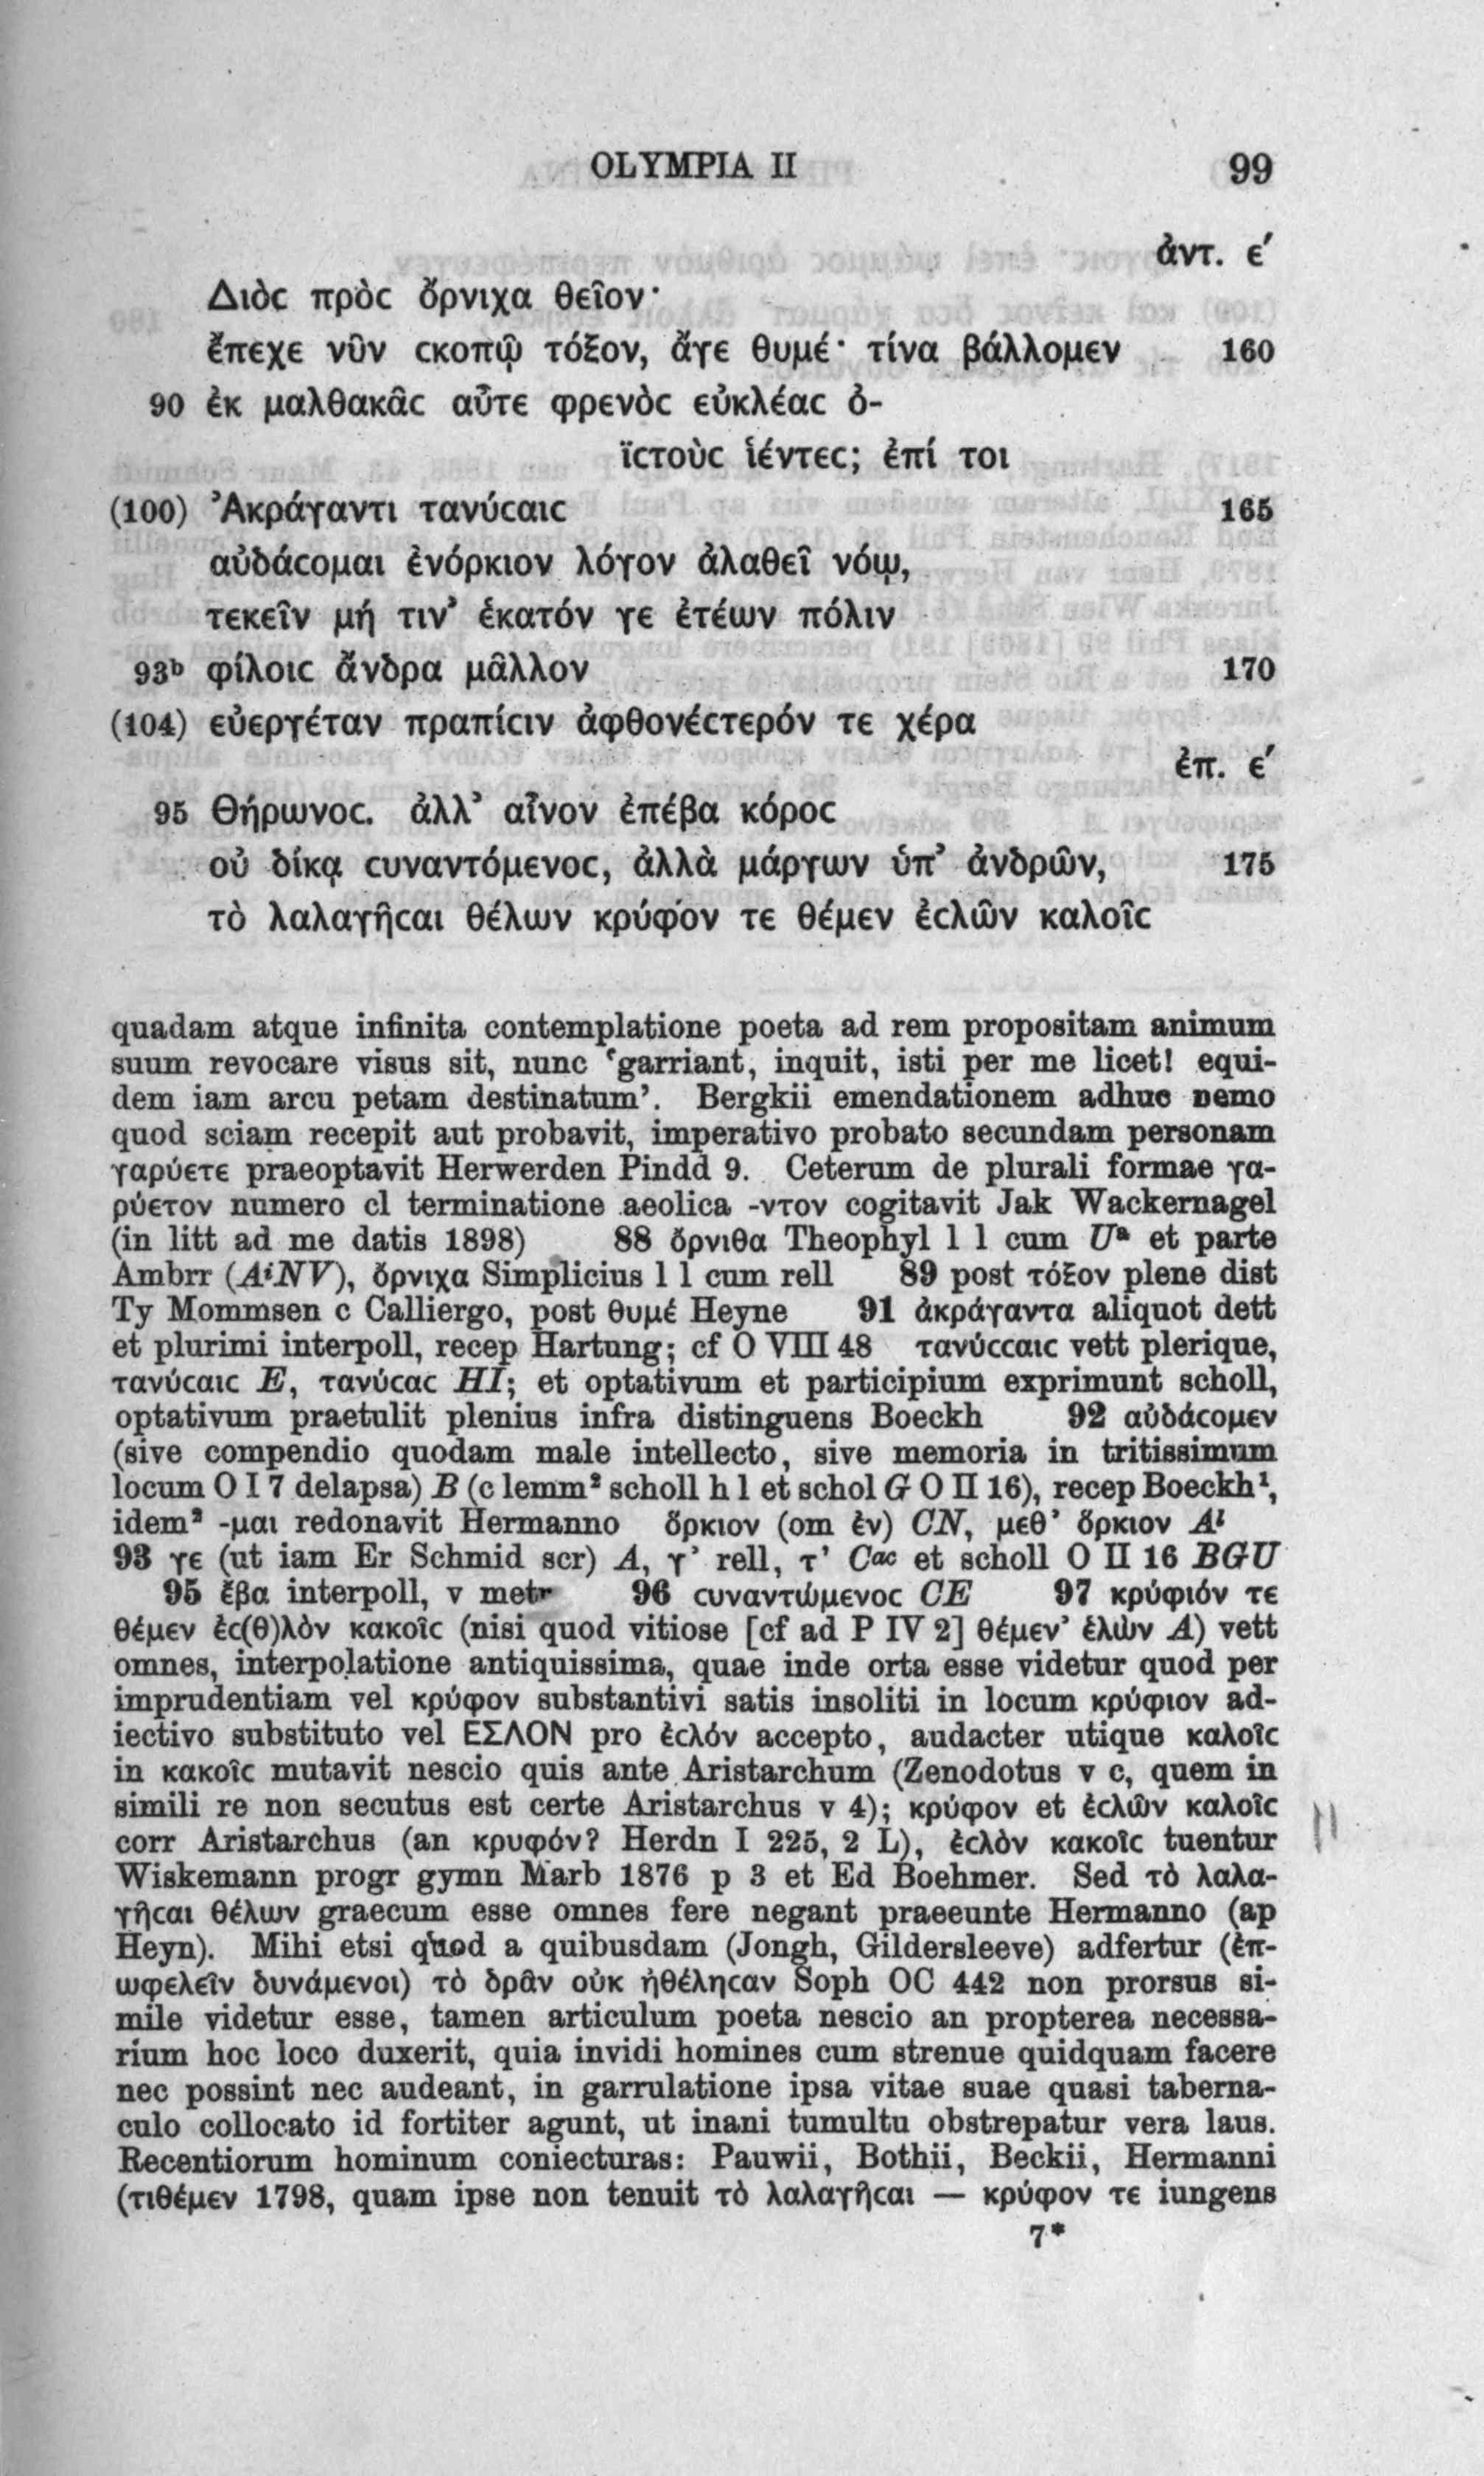 OLYMPIA II 99
ἀντ. ε′
Διὸς πρὸς ὄρνιχα θεῖον·
ἔπεχε νῦν σκοπῷ τόξον, ἄγε θυμέ· τίνα βάλλομεν 160
90 ἐκ μαλθακᾶς αὖτε φρενὸς εὐκλέας ὀ-
ϊστοὺς ἱέντες; ἐπί τοι
(100) Ἀκράγαντι τανύσαις 165
αὐδάσομαι ἐνόρκιον λόγον ἀλαθεῖ νόῳ,
τεκεῖν μή τιν’ ἑκατόν γε ἐτέων πόλιν
93ᵇ φίλοις ἄνδρα μᾶλλον 170
(104) εὐεργέταν πραπίσιν ἀφθονέστερόν τε χέρα
ἐπ. ε′
95 Θήρωνος. ἀλλ’ αἶνον ἐπέβα κόρος
οὐ δίκᾳ συναντόμενος, ἀλλὰ μάργων ὑπ’ ἀνδρῶν, 175
τὸ λαλαγῆσαι θέλων κρύφον τε θέμεν ἐσλῶν καλοῖς
quadam atque infinita contemplatione poeta ad rem propositam animum
suum revocare visus sit, nunc ‘garriant, inquit, isti per me licet! equi-
dem iam arcu petam destinatum’. Bergkii emendationem adhuc nemo
quod sciam recepit aut probavit, imperativo probato secundam personam
γαρύετε praeoptavit Herwerden Pindd 9. Ceterum de plurali formae γα-
ρύετον numero cl terminatione aeolica -ντον cogitavit Jak Wackernagel
(in litt ad me datis 1898) 88 ὄρνιθα Theophyl l l cum Uᵃ et parte
Ambrr (AⁱNV), ὄρνιχα Simplicius l l cum rell 89 post τόξον plene dist
Ty Mommsen c Calliergo, post θυμέ Heyne 91 ἀκράγαντα aliquot dett
et plurimi interpoll, recep Hartung; cf O VIII 48 τανύσσαις vett plerique,
τανύσαις E, τανύσας HI; et optativum et participium exprimunt scholl,
optativum praetulit plenius infra distinguens Boeckh 92 αὐδάσομεν
(sive compendio quodam male intellecto, sive memoria in tritissimum
locum O I 7 delapsa) B (c lemm² scholl h l et schol G O II 16), recep Boeckh¹,
idem² -μαι redonavit Hermanno ὅρκιον (om ἐν) CN, μεθ’ ὅρκιον Aⁱ
93 γε (ut iam Er Schmid scr) A, γ’ rell, τ’ Cᵃᶜ et scholl O II 16 BGU
95 ἔβα interpoll, v metr 96 συναντώμενος CE 97 κρύφιόν τε
θέμεν ἐσ(θ)λὸν κακοῖς (nisi quod vitiose [cf ad P IV 2] θέμεν’ ἑλὼν A) vett
omnes, interpolatione antiquissima, quae inde orta esse videtur quod per
imprudentiam vel κρύφον substantivi satis insoliti in locum κρύφιον ad-
iectivo substituto vel ΕΣΛΟΝ pro ἐσλόν accepto, audacter utique καλοῖς
in κακοῖς mutavit nescio quis ante Aristarchum (Zenodotus v c, quem in
simili re non secutus est certe Aristarchus v 4); κρύφον et ἐσλῶν καλοῖς
corr Aristarchus (an κρυφόν? Herdn I 225, 2 L), ἐσλὸν κακοῖς tuentur
Wiskemann progr gymn Marb 1876 p 3 et Ed Boehmer. Sed τὸ λαλα-
γῆσαι θέλων graecum esse omnes fere negant praeeunte Hermanno (ap
Heyn). Mihi etsi quod a quibusdam (Jongh, Gildersleeve) adfertur (ἐπ-
ωφελεῖν δυνάμενοι) τὸ δρᾶν οὐκ ἠθέλησαν Soph OC 442 non prorsus si-
mile videtur esse, tamen articulum poeta nescio an propterea necessa-
rium hoc loco duxerit, quia invidi homines cum strenue quidquam facere
nec possint nec audeant, in garrulatione ipsa vitae suae quasi taberna-
culo collocato id fortiter agunt, ut inani tumultu obstrepatur vera laus.
Recentiorum hominum coniecturas: Pauwii, Bothii, Beckii, Hermanni
(τιθέμεν 1798, quam ipse non tenuit τὸ λαλαγῆσαι — κρύφον τε iungens
7*